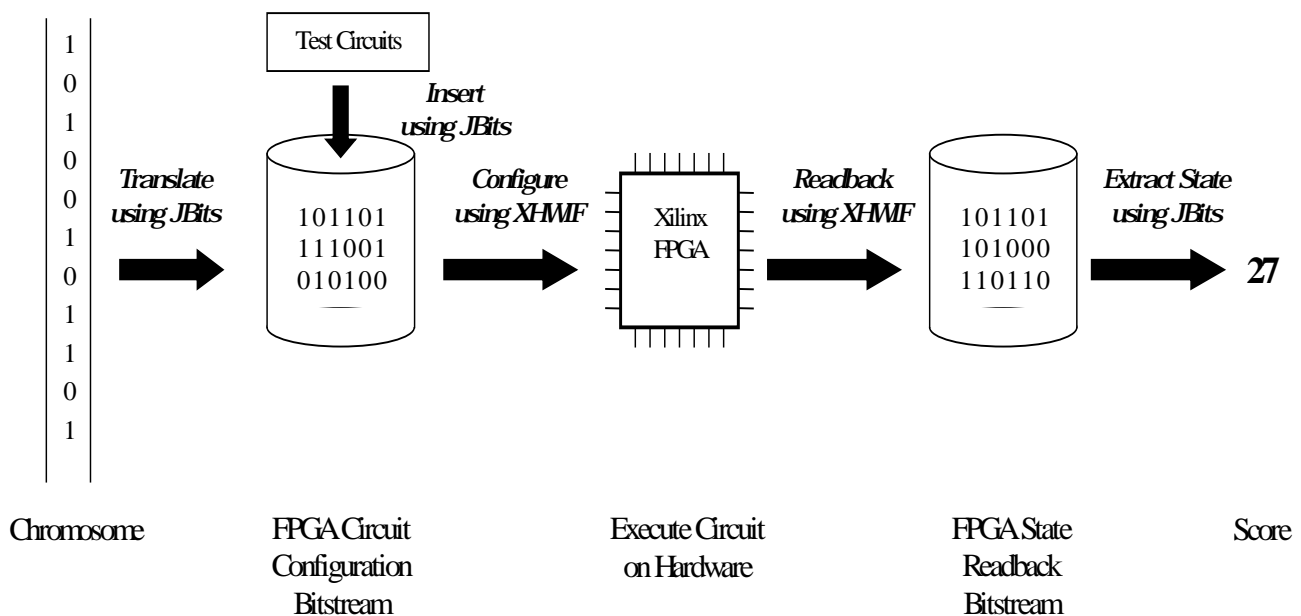 1
0
1
0
0
1
0
1
1
0
1
Test Circuits
Insert
using JBits
Translate
using JBits
101101
111001
010100
Configure
using XHWIF
Xilinx
FPGA
Readback
using XHWIF
101101
101000
110110
Extract State
using JBits
27
Chromosome
FPGA Circuit
Configuration
Bitstream
Execute Circuit
on Hardware
FPGA State
Readback
Bitstream
Score